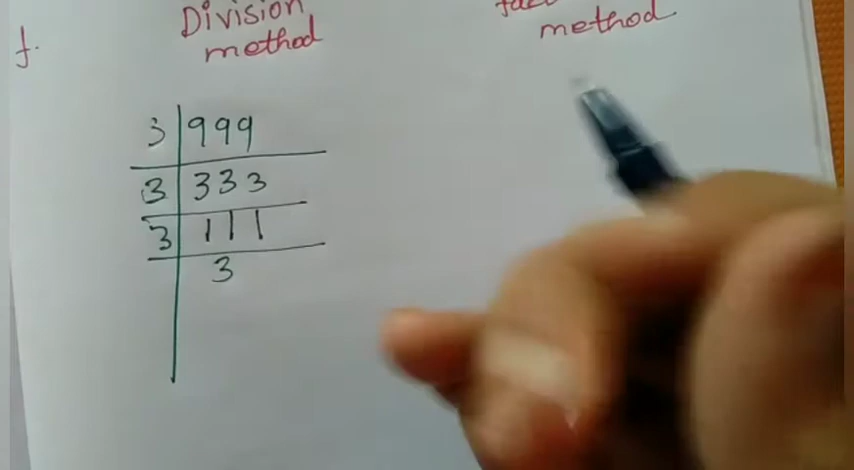 f.
Division
method
method
3 | 999
3 | 333
3 | 111
3